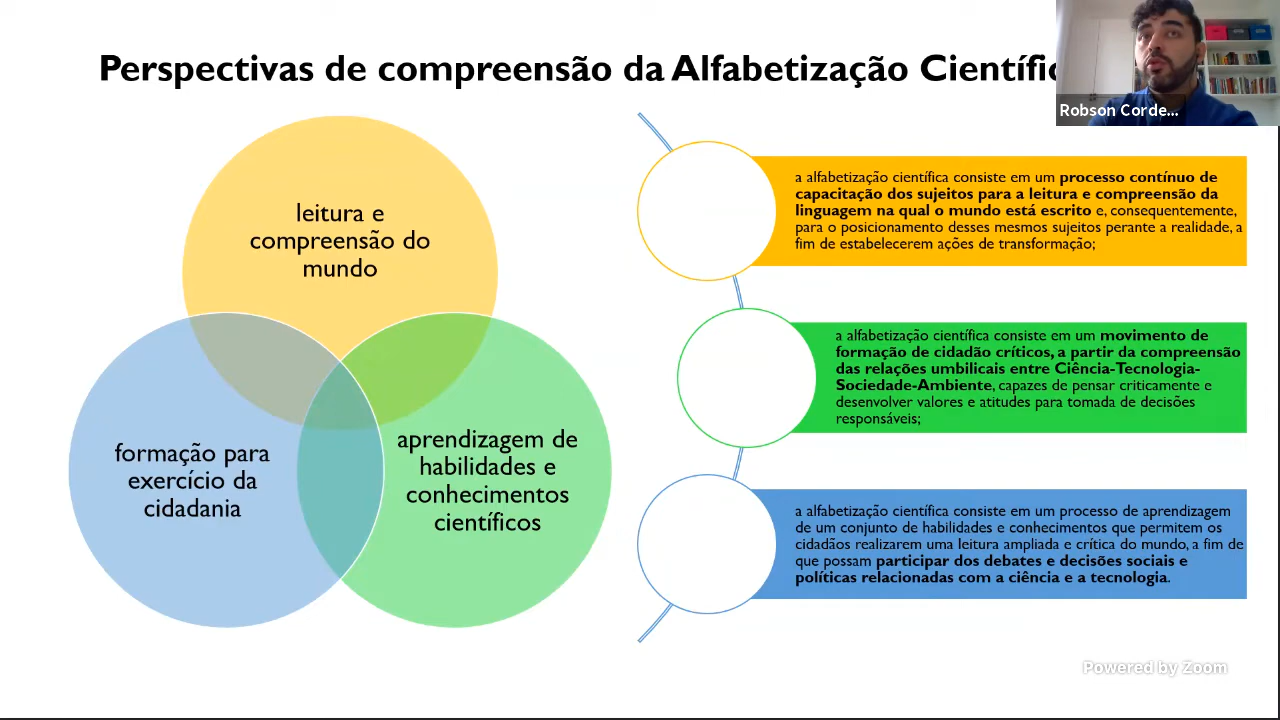 Perspectivas de compreensão da Alfabetização
Robson Corde...
leitura e
compreensão do
mundo
formação para
exercício da
cidadania
aprendizagem de
habilidades e
conhecimentos
científicos
a alfabetização científica consiste em um processo contínuo de
capacitação dos sujeitos para a leitura e compreensão da
linguagem na qual o mundo está escrito e, consequentemente,
para o posicionamento desses mesmos sujeitos perante a realidade, a
fim de estabelecerem ações de transformação;
a alfabetização científica consiste em um movimento de
formação de cidadão críticos, a partir da compreensão
das relações umbilicais entre Ciência-Tecnologia-
Sociedade-Ambiente, capazes de pensar criticamente e
desenvolver valores e atitudes para tomada de decisões
responsáveis;
a alfabetização científica consiste em um processo de aprendizagem
de um conjunto de habilidades e conhecimentos que permitem os
cidadãos realizarem uma leitura ampliada e crítica do mundo, a fim de
que possam participar dos debates e decisões sociais e
políticas relacionadas com a ciência e a tecnologia.
Powered by Zoom